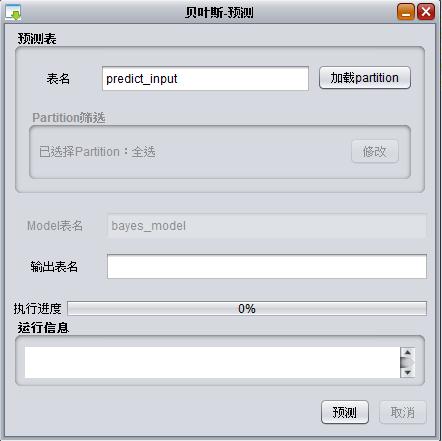 贝叶斯-预测
预测表
表名 predict_input 加载partition
Partition筛选
已选择Partition：全选 修改
Model表名 bayes_model
输出表名
执行进度 0%
运行信息
预测 取消